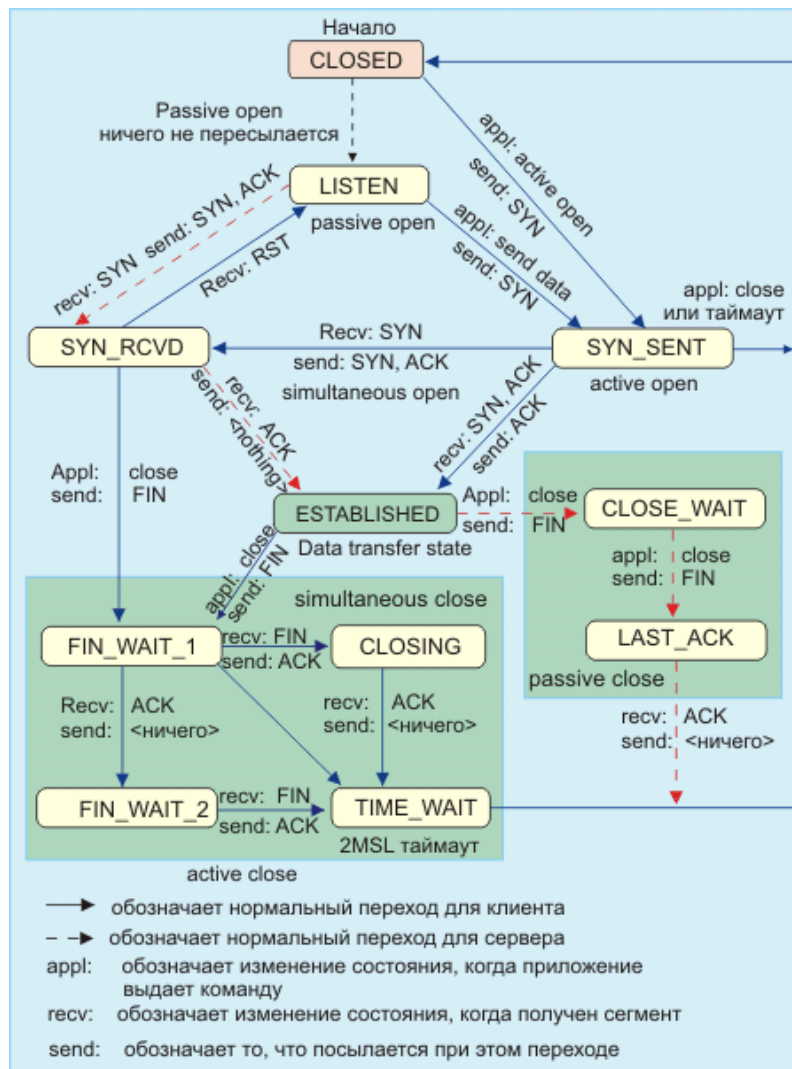 Начало
CLOSED
Passive open
ничего не пересылается
appl: active open
send: SYN
LISTEN
passive open
recv: SYN send: SYN, ACK
Recv: RST
appl: send data
send: SYN
appl: close
или таймаут
SYN_RCVD
Recv: SYN
send: SYN, ACK
simultaneous open
SYN_SENT
active open
recv: ACK
send: <nothing>
recv: SYN, ACK
send: ACK
Appl: close
send: FIN
ESTABLISHED
Data transfer state
Appl: close
send: FIN
CLOSE_WAIT
appl: close
send: FIN
LAST_ACK
passive close
recv: ACK
send: <ничего>
appl: close
send: FIN
simultaneous close
FIN_WAIT_1
recv: FIN
send: ACK
CLOSING
Recv: ACK
send: <ничего>
recv: ACK
send: <ничего>
FIN_WAIT_2
recv: FIN
send: ACK
TIME_WAIT
2MSL таймаут
active close
обозначает нормальный переход для клиента
обозначает нормальный переход для сервера
appl: обозначает изменение состояния, когда приложение
выдает команду
recv: обозначает изменение состояния, когда получен сегмент
send: обозначает то, что посылается при этом переходе